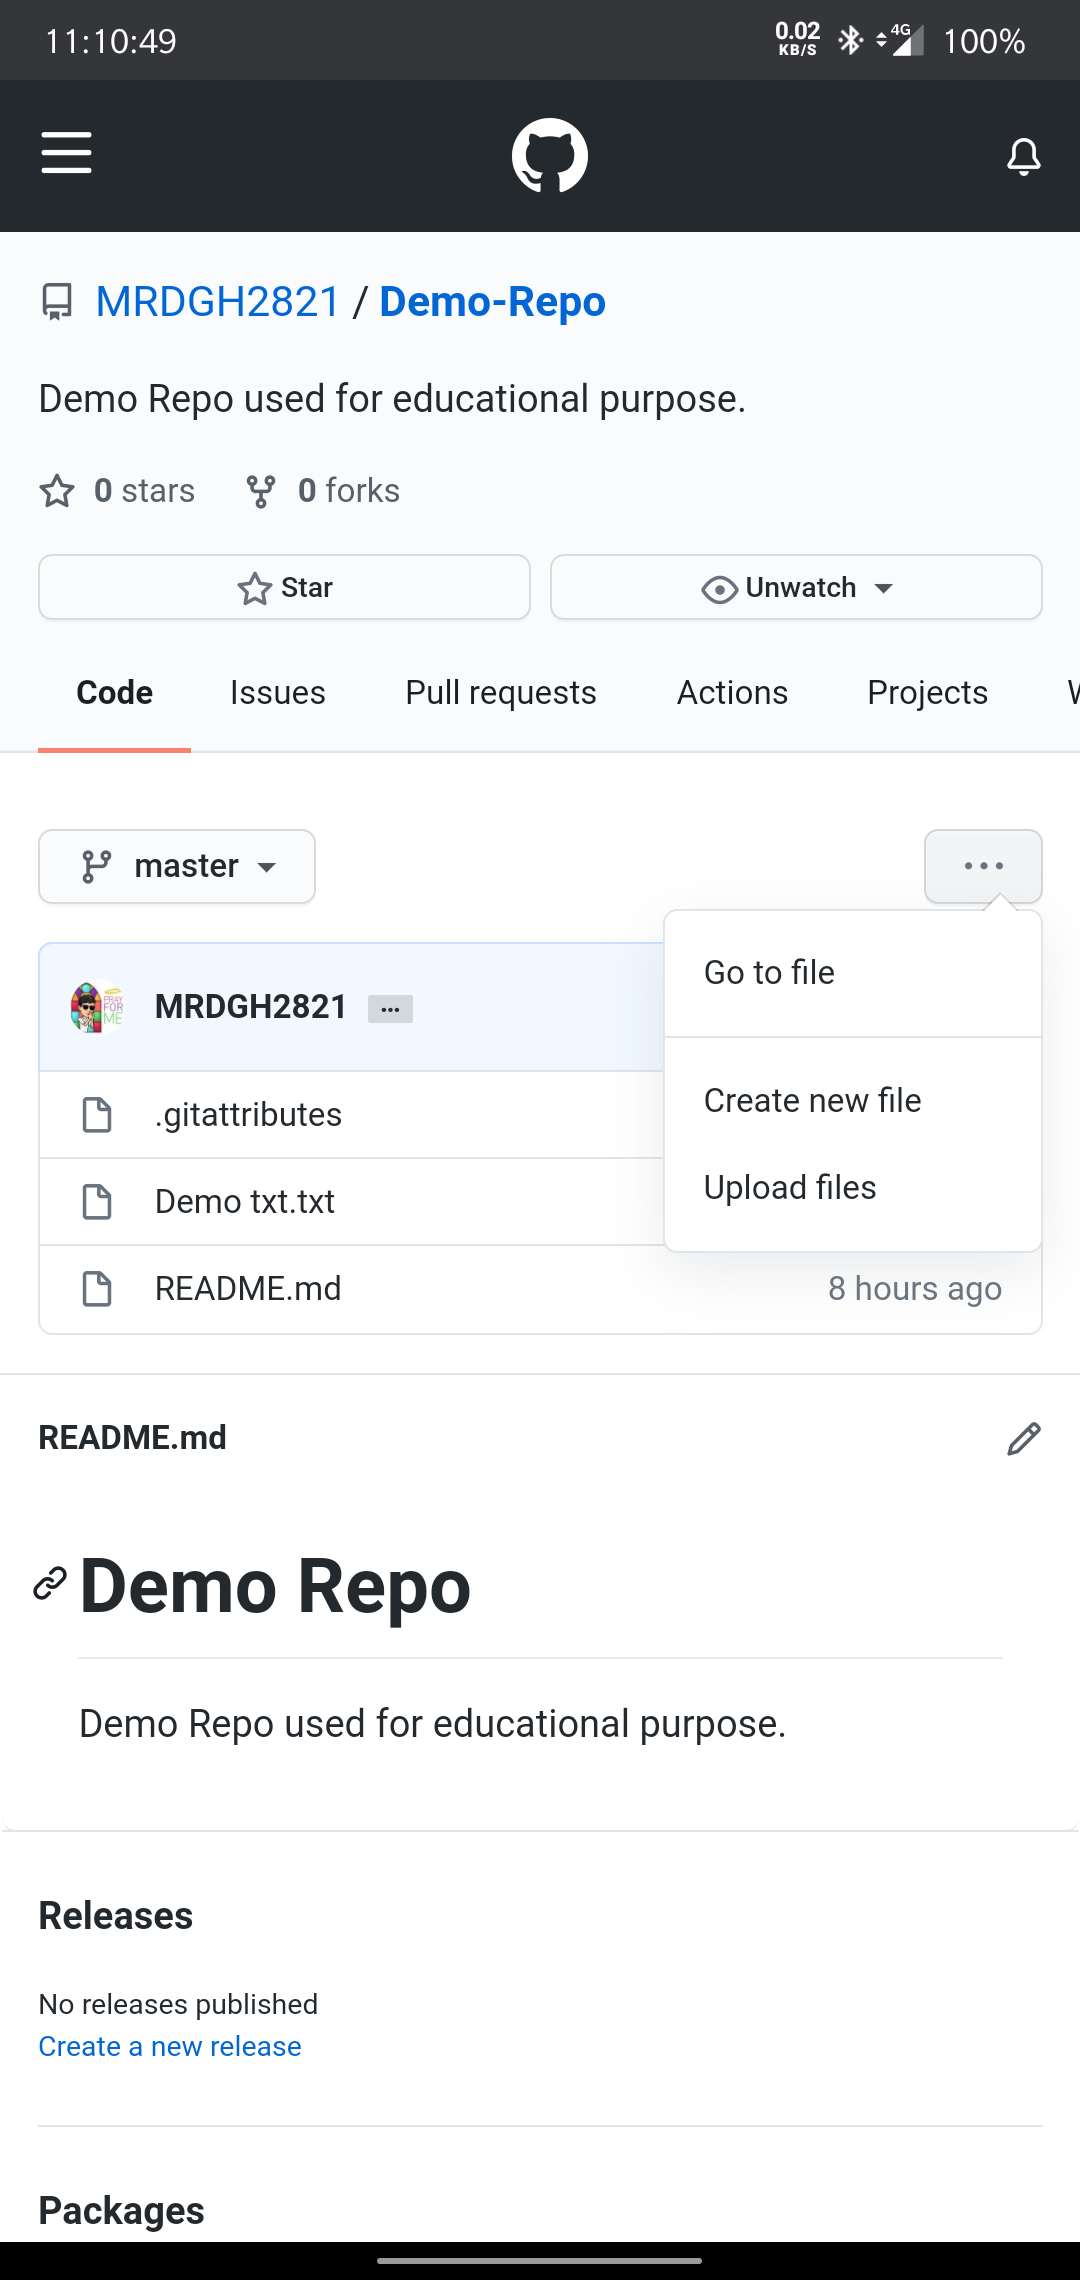 11:10:49
0.02
KB/S
4G
100%
MRDGH2821 / Demo-Repo
Demo Repo used for educational purpose.
0 stars
0 forks
Star
Unwatch
Code
Issues
Pull requests
Actions
Projects
master
...
Go to file
Create new file
Upload files
PRAY
FOR
ME
MRDGH2821
...
.gitattributes
Demo txt.txt
README.md
8 hours ago
README.md
Demo Repo
Demo Repo used for educational purpose.
Releases
No releases published
Create a new release
Packages